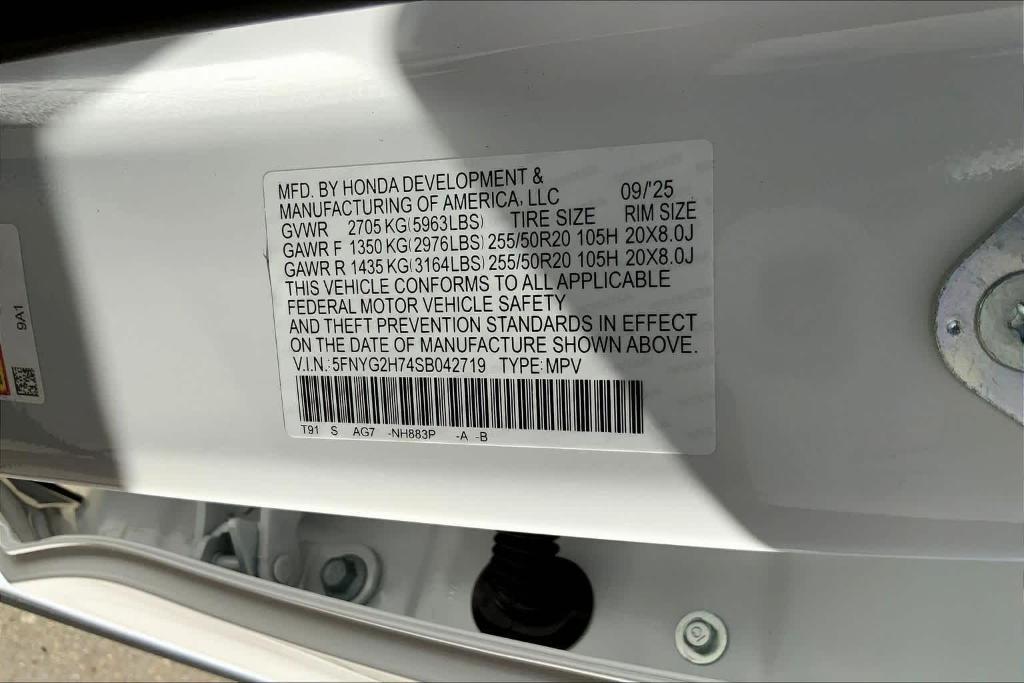 MFD. BY HONDA DEVELOPMENT &
MANUFACTURING OF AMERICA, LLC 09/'25
GVWR 2705 KG(5963LBS) TIRE SIZE RIM SIZE
GAWR F 1350 KG(2976LBS) 255/50R20 105H 20X8.0J
GAWR R 1435 KG(3164LBS) 255/50R20 105H 20X8.0J
THIS VEHICLE CONFORMS TO ALL APPLICABLE
FEDERAL MOTOR VEHICLE SAFETY
AND THEFT PREVENTION STANDARDS IN EFFECT
ON THE DATE OF MANUFACTURE SHOWN ABOVE.
V.I.N.:5FNYG2H74SB042719 TYPE:MPV
T91 S AG7 -NH883P -A -B
9A1